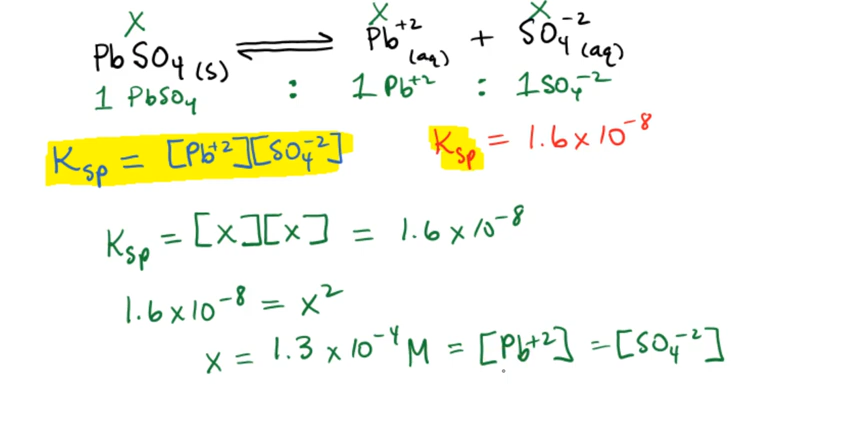 X X X
PbSO₄(s) ⇌ Pb⁺²(aq) + SO₄⁻²(aq)
1 PbSO₄ : 1 Pb⁺² : 1 SO₄⁻²
Ksp = [Pb⁺²][SO₄⁻²] Ksp = 1.6 x 10⁻⁸
Ksp = [x][x] = 1.6 x 10⁻⁸
1.6 x 10⁻⁸ = x²
x = 1.3 x 10⁻⁴ M = [Pb⁺²] = [SO₄⁻²]